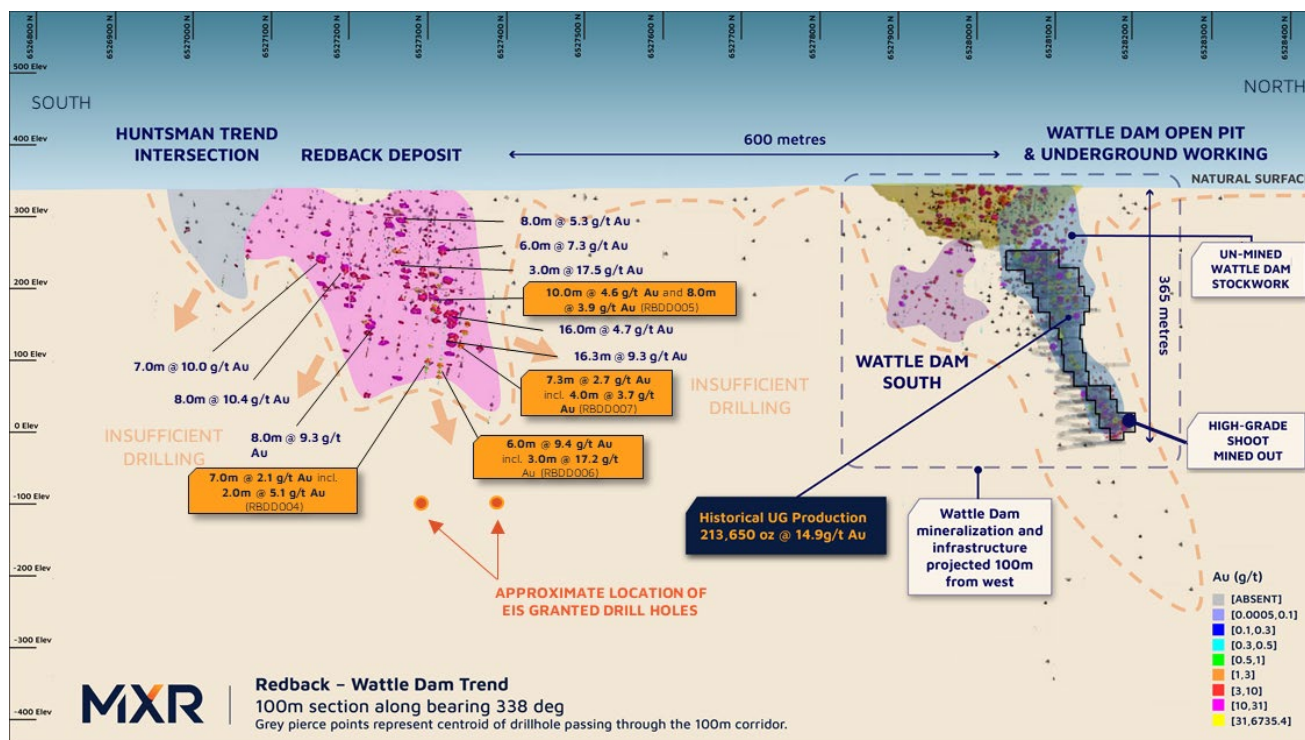 6526800 N
6526900 N
6527000 N
6527100 N
6527200 N
6527300 N
6527400 N
6527500 N
6527600 N
6527700 N
6527800 N
6527900 N
6528000 N
6528100 N
6528200 N
6528300 N
6528400 N
500 Elev
400 Elev
300 Elev
200 Elev
100 Elev
0 Elev
-100 Elev
-200 Elev
-300 Elev
-400 Elev
SOUTH
NORTH
HUNTSMAN TREND
INTERSECTION
REDBACK DEPOSIT
600 metres
WATTLE DAM OPEN PIT
& UNDERGROUND WORKING
NATURAL SURFAC
8.0m @ 5.3 g/t Au
6.0m @ 7.3 g/t Au
3.0m @ 17.5 g/t Au
10.0m @ 4.6 g/t Au and 8.0m
@ 3.9 g/t Au (RBDD005)
16.0m @ 4.7 g/t Au
16.3m @ 9.3 g/t Au
7.3m @ 2.7 g/t Au
incl. 4.0m @ 3.7 g/t
Au (RBDD007)
6.0m @ 9.4 g/t Au
incl. 3.0m @ 17.2 g/t
Au (RBDD006)
7.0m @ 10.0 g/t Au
8.0m @ 10.4 g/t Au
8.0m @ 9.3 g/t
Au
7.0m @ 2.1 g/t Au incl.
2.0m @ 5.1 g/t Au
(RBDD004)
INSUFFICIENT
DRILLING
INSUFFICIENT
DRILLING
WATTLE DAM
SOUTH
365 metres
UN-MINED
WATTLE DAM
STOCKWORK
HIGH-GRADE
SHOOT
MINED OUT
Historical UG Production
213,650 oz @ 14.9g/t Au
Wattle Dam
mineralization and
infrastructure
projected 100m
from west
APPROXIMATE LOCATION OF
EIS GRANTED DRILL HOLES
Au (g/t)
[ABSENT]
[0.0005,0.1]
[0.1,0.3]
[0.3,0.5]
[0.5,1]
[1,3]
[3,10]
[10,31]
[31,6735.4]
MXR
Redback – Wattle Dam Trend
100m section along bearing 338 deg
Grey pierce points represent centroid of drillhole passing through the 100m corridor.